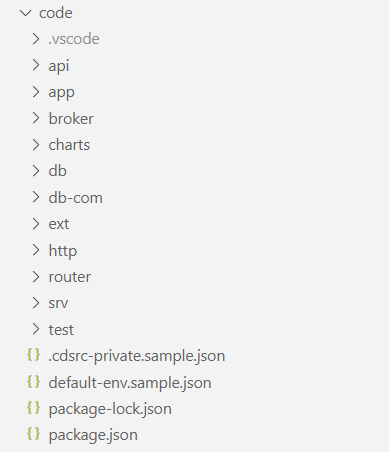 code
.vscode
api
app
broker
charts
db
db-com
ext
http
router
srv
test
.cdsrc-private.sample.json
default-env.sample.json
package-lock.json
package.json